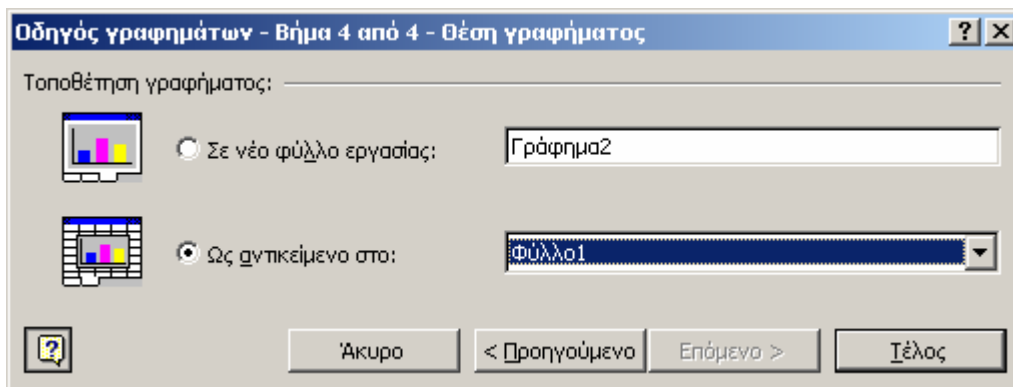 Οδηγός γραφημάτων - Βήμα 4 από 4 - Θέση γραφήματος
Τοποθέτηση γραφήματος:
Σε νέο φύλλο εργασίας: Γράφημα2
Ως αντικείμενο στο: Φύλλο1
Άκυρο < Προηγούμενο Επόμενο > Τέλος